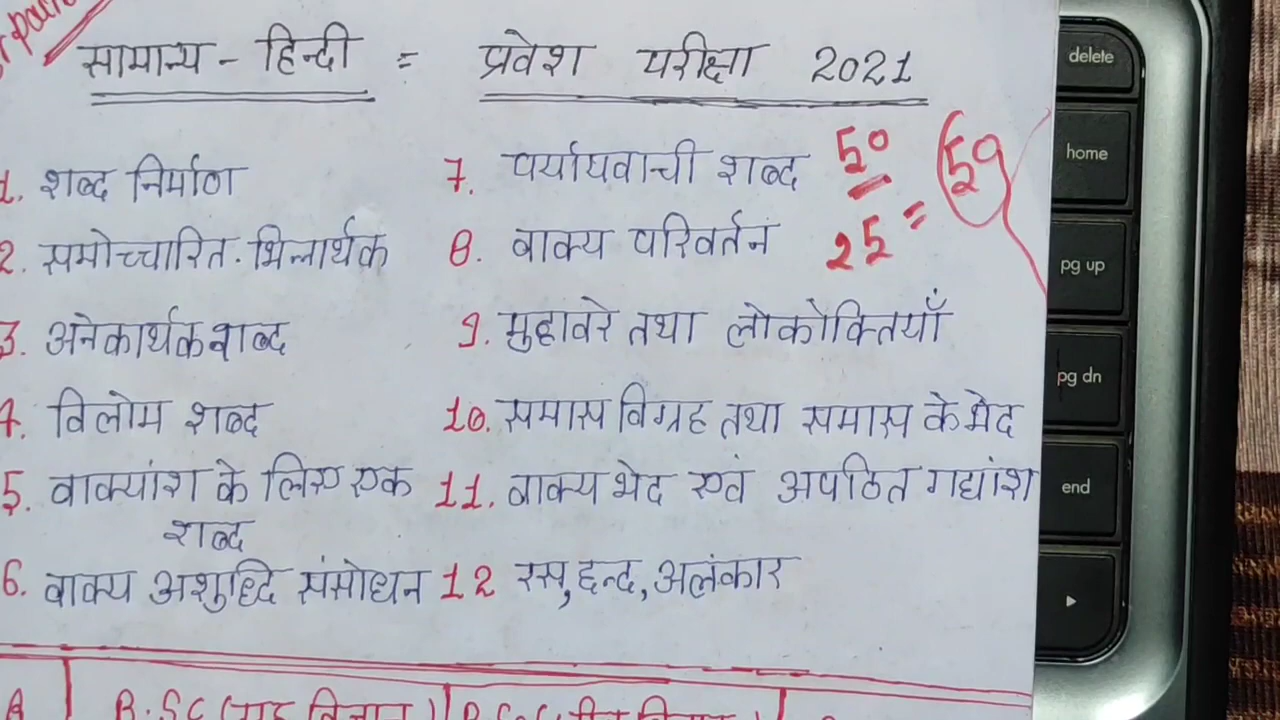 सामान्य - हिन्दी = प्रवेश परीक्षा 2021
1. शब्द निर्माण
2. समोच्चारित. भिन्नार्थक
3. अनेकार्थक शब्द
4. विलोम शब्द
5. वाक्यांश के लिए एक
शब्द
6. वाक्य अशुद्धि संसोधन
7. पर्यायवाची शब्द
8. वाक्य परिवर्तन
9. मुहावरे तथा लोकोक्तियाँ
10. समास विग्रह तथा समास के भेद
11. वाक्य भेद एवं अपठित गद्यांश
12 रस, छन्द, अलंकार
50
25 = 50
B.SC (
delete
home
pg up
pg dn
end